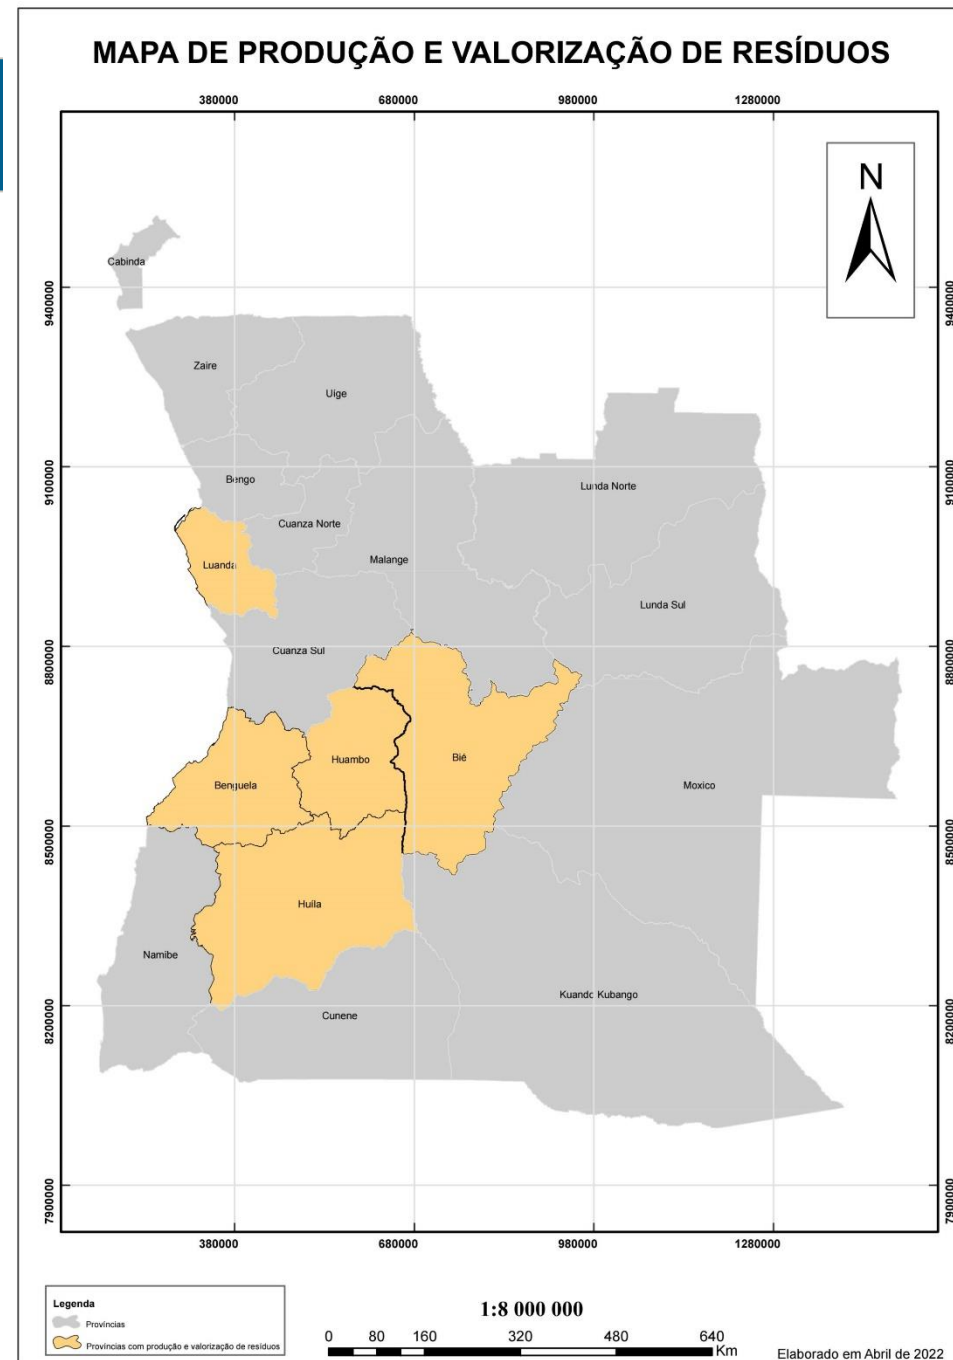 MAPA DE PRODUÇÃO E VALORIZAÇÃO DE RESÍDUOS
380000 680000 980000 1280000
N
Cabinda
9400000 9400000
Zaire
Uíge
9100000 9100000
Bengo
Lunda Norte
Cuanza Norte
Malange
Luanda
Lunda Sul
8800000 8800000
Cuanza Sul
Huambo
Bié
Benguela
Moxico
8500000 8500000
Huíla
Namibe
Kuando Kubango
8200000 8200000
Cunene
7900000 7900000
380000 680000 980000 1280000
Legenda
Províncias
Províncias com produção e valorização de resíduos
1:8 000 000
0 80 160 320 480 640
Km
Elaborado em Abril de 2022